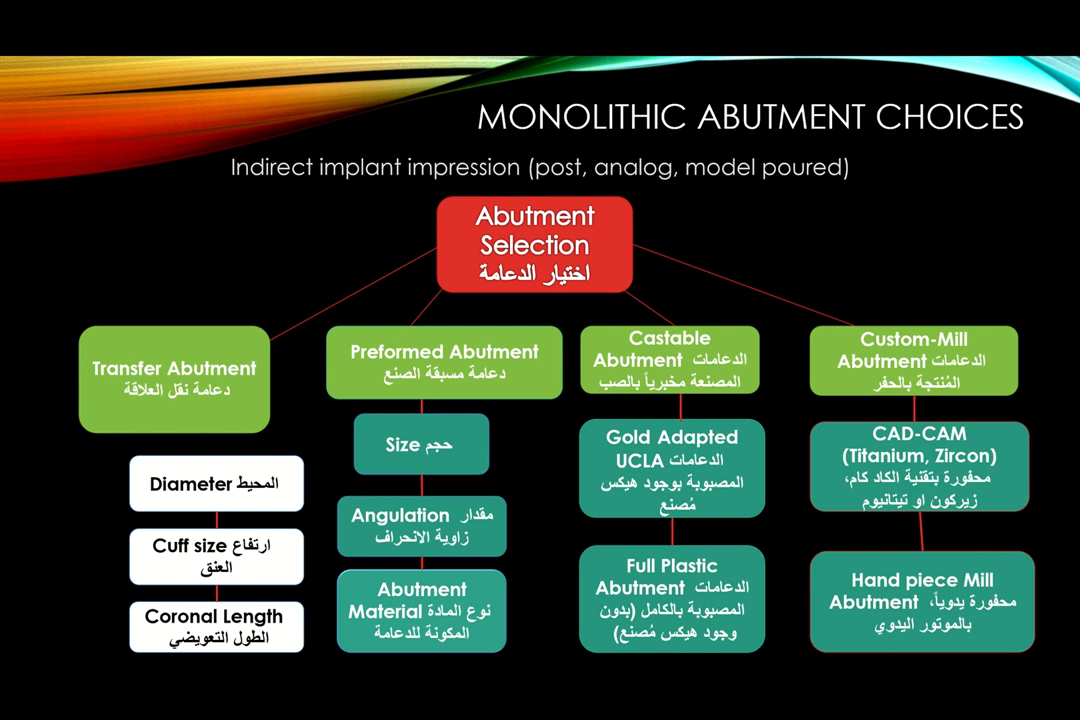 MONOLITHIC ABUTMENT CHOICES
Indirect implant impression (post, analog, model poured)
Abutment
Selection
اختيار الدعامة
Transfer Abutment
دعامة نقل العلاقة
Preformed Abutment
دعامة مسبقة الصنع
Castable
Abutment الدعامات
المصنعة مخبرياً بالصب
Custom-Mill
Abutment الدعامات
المُنتجة بالحفر
Diameter المحيط
Cuff size ارتفاع
العنق
Coronal Length
الطول التعويضي
Size حجم
Angulation مقدار
زاوية الانحراف
Abutment
Material نوع المادة
المكونة للدعامة
Gold Adapted
UCLA الدعامات
المصبوبة بوجود هيكس
مُصنع
Full Plastic
Abutment الدعامات
المصبوبة بالكامل (بدون
وجود هيكس مُصنع)
CAD-CAM
(Titanium, Zircon)
محفورة بتقنية الكاد كام،
زيركون او تيتانيوم
Hand piece Mill
Abutment محفورة يدوياً،
بالموتور اليدوي